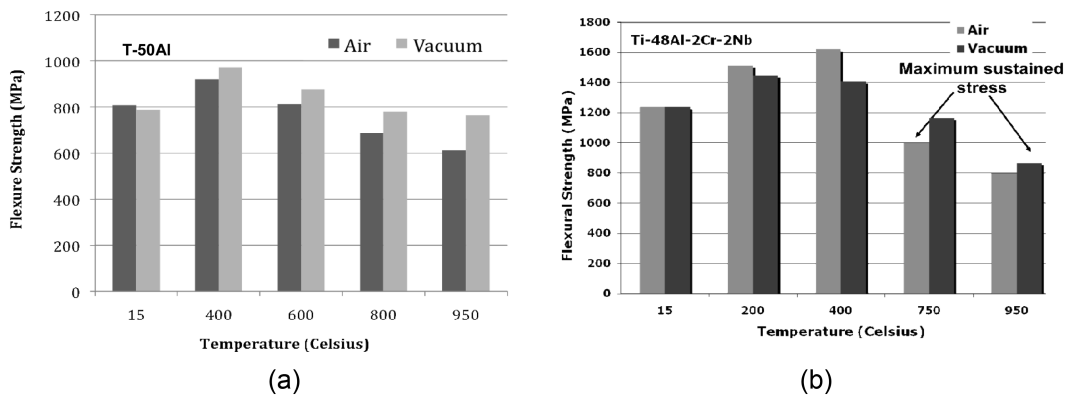 1200
1000
800
600
400
200
0
Flexure Strength (MPa)
T-50Al
Air Vacuum
15 400 600 800 950
Temperature (Celsius)
(a)
1800
1600
1400
1200
1000
800
600
400
200
0
Flexural Strength (MPa)
Ti-48Al-2Cr-2Nb
Air
Vacuum
Maximum sustained
stress
15 200 400 750 950
Temperature (Celsius)
(b)